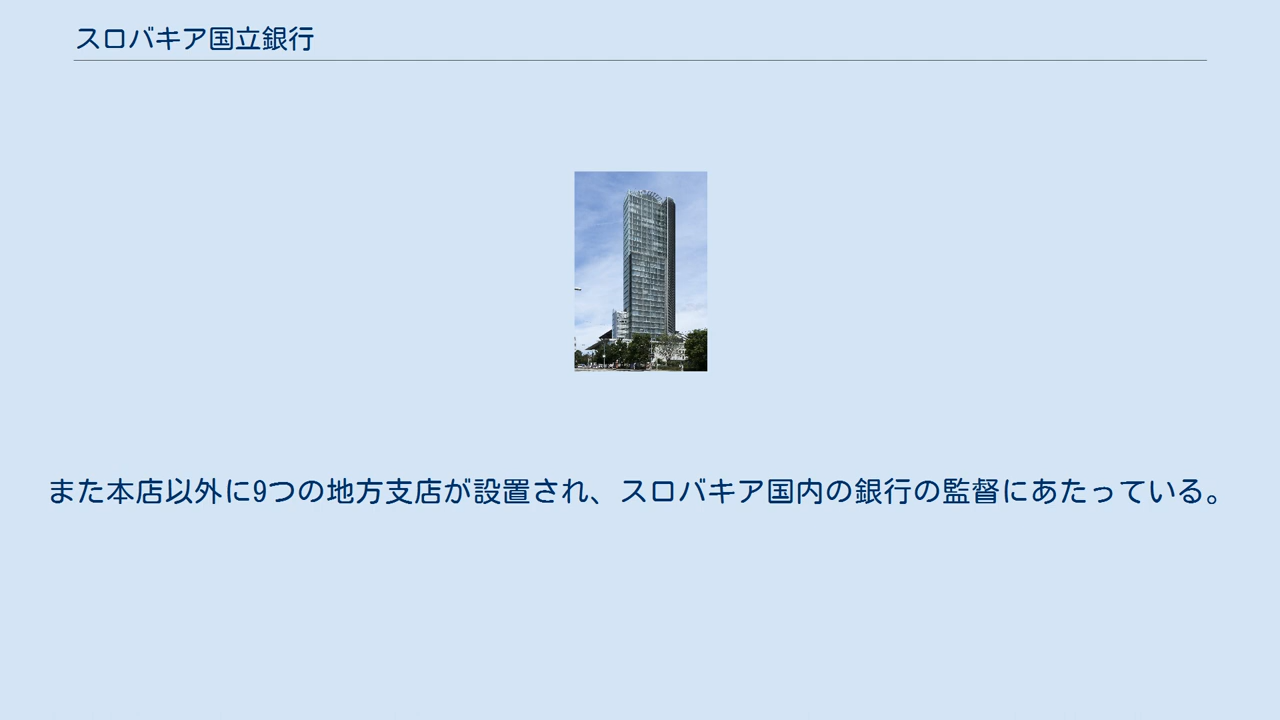 スロバキア国立銀行
また本店以外に9つの地方支店が設置され、スロバキア国内の銀行の監督にあたっている。